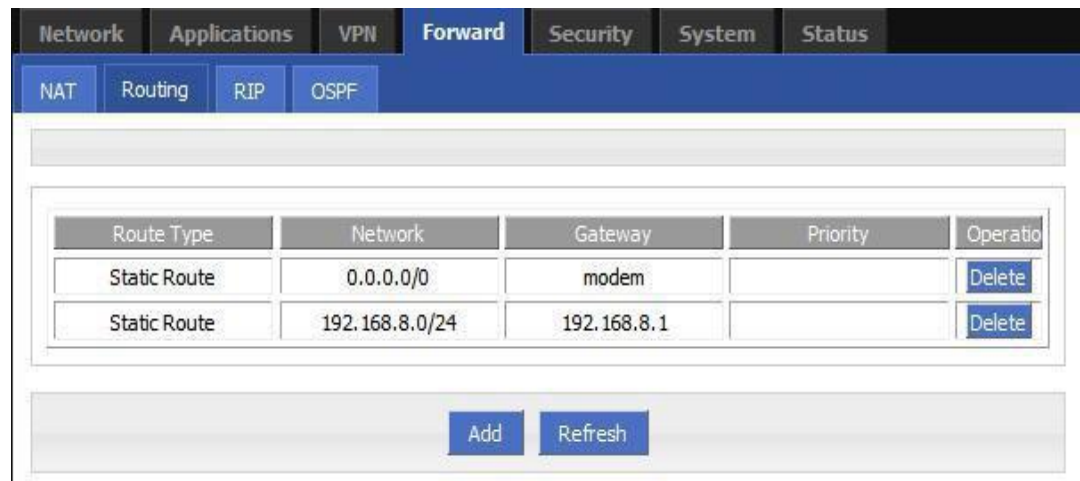 Network Applications VPN Forward Security System Status
NAT Routing RIP OSPF
Route Type Network Gateway Priority Operatio
Static Route 0.0.0.0/0 modem Delete
Static Route 192.168.8.0/24 192.168.8.1 Delete
Add Refresh